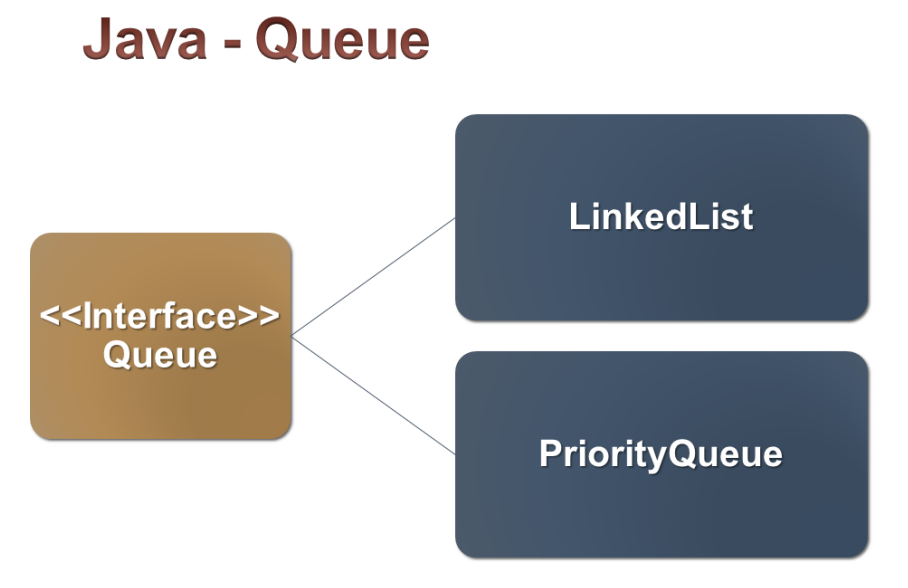 Java - Queue
<<Interface>>
Queue
LinkedList
PriorityQueue